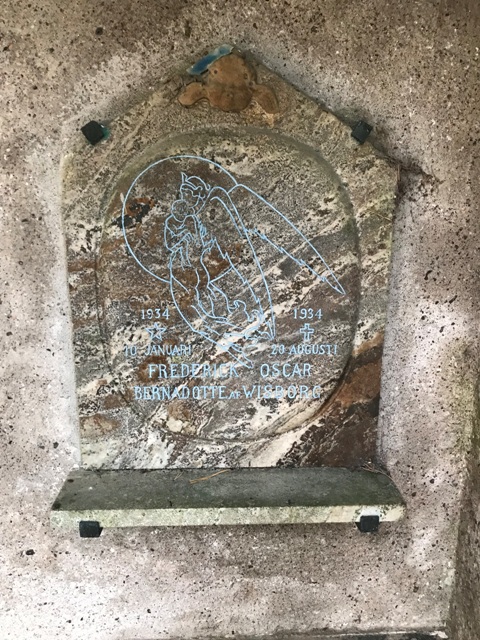 1934 1934
10 JANUARI 20 AUGUSTI
FREDERICK OSCAR
BERNADOTTE AF WISBORG